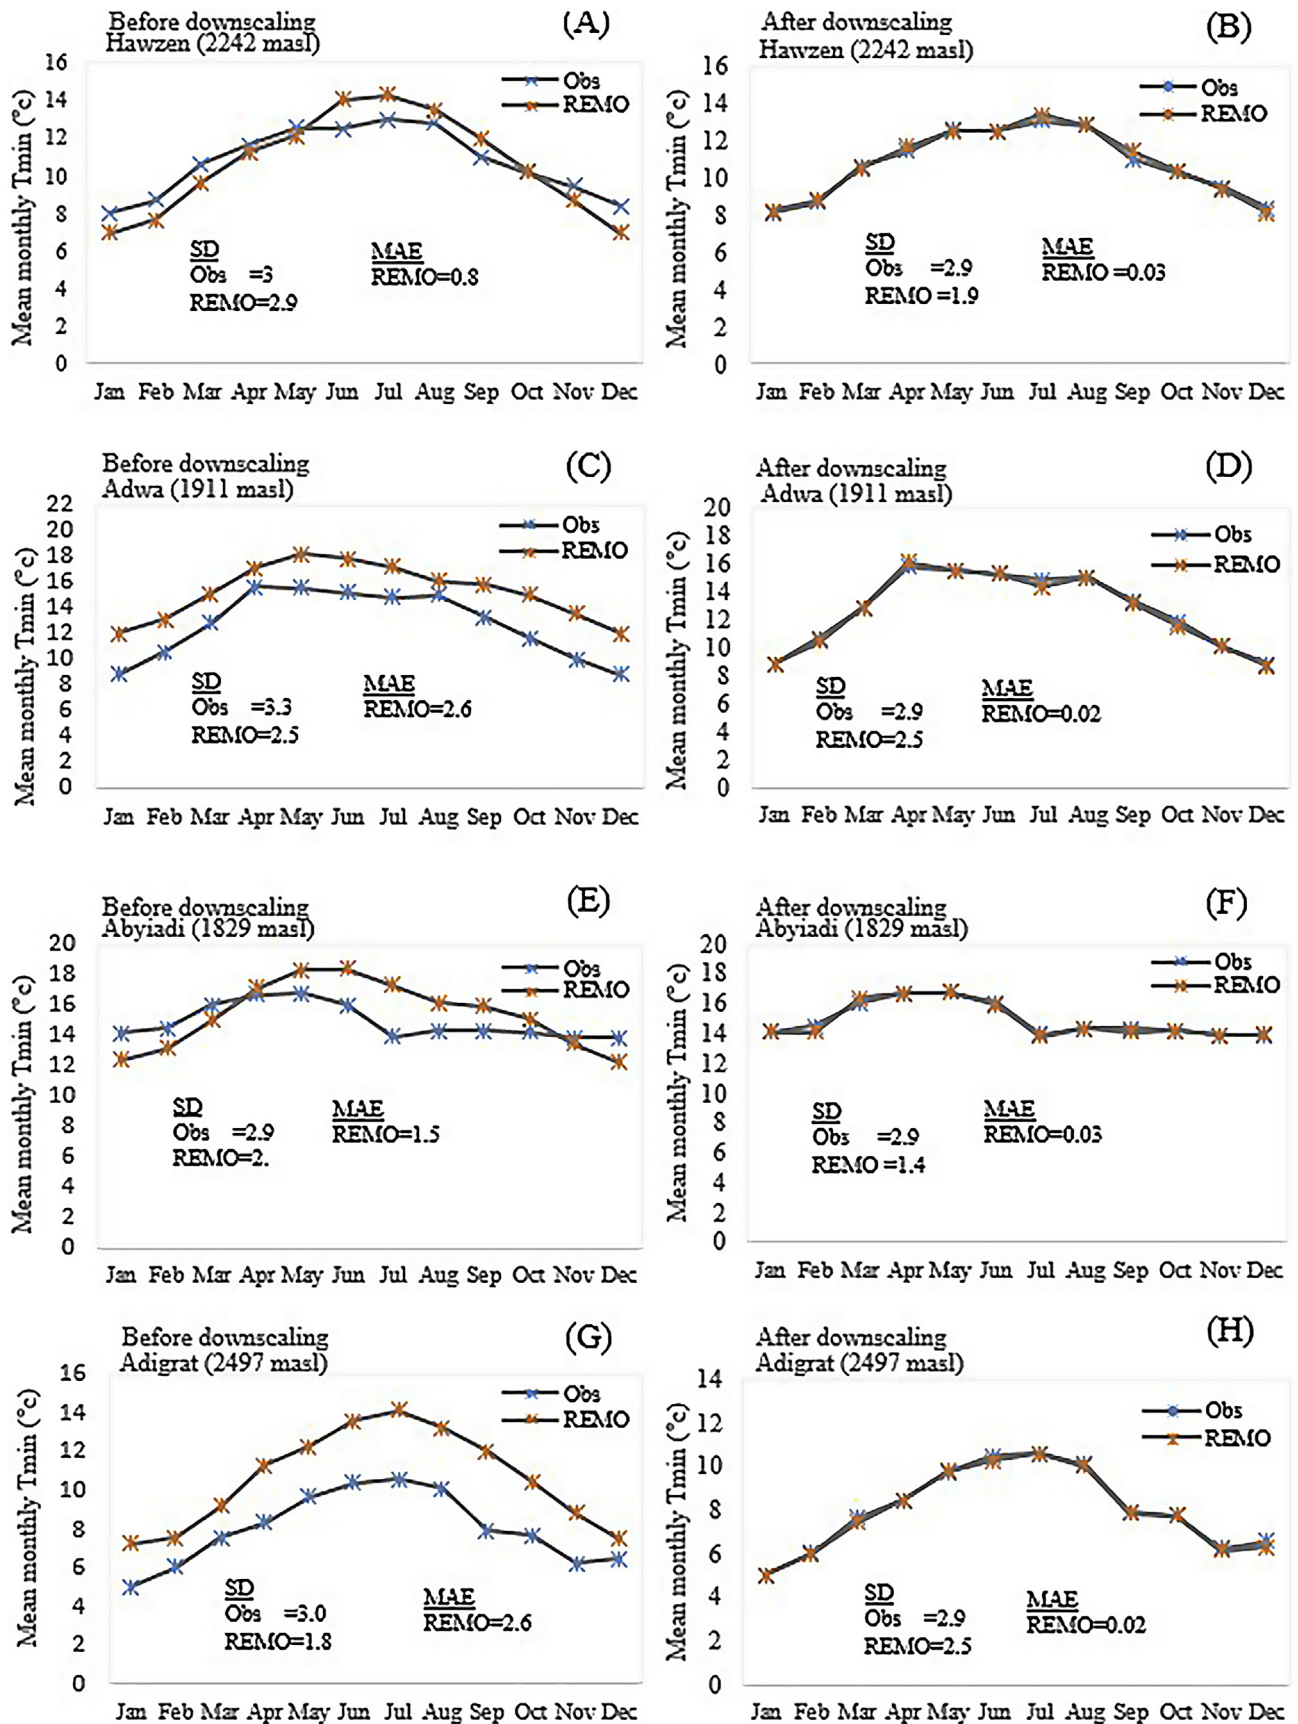 Before downscaling
Hawzen (2242 masl)
(A)
Mean monthly Tmin (°c)
16
14
12
10
8
6
4
2
0
Obs
REMO
SD
Obs =3
REMO=2.9
MAE
REMO=0.8
Jan Feb Mar Apr May Jun Jul Aug Sep Oct Nov Dec
After downscaling
Hawzen (2242 masl)
(B)
Mean monthly Tmin (°c)
16
14
12
10
8
6
4
2
0
Obs
REMO
SD
Obs =2.9
REMO =1.9
MAE
REMO =0.03
Jan Feb Mar Apr May Jun Jul Aug Sep Oct Nov Dec
Before downscaling
Adwa (1911 masl)
(C)
Mean monthly Tmin (°c)
22
20
18
16
14
12
10
8
6
4
2
0
Obs
REMO
SD
Obs =3.3
REMO=2.5
MAE
REMO=2.6
Jan Feb Mar Apr May Jun Jul Aug Sep Oct Nov Dec
After downscaling
Adwa (1911 masl)
(D)
Mean monthly Tmin (°c)
20
18
16
14
12
10
8
6
4
2
0
Obs
REMO
SD
Obs =2.9
REMO=2.5
MAE
REMO=0.02
Jan Feb Mar Apr May Jun Jul Aug Sep Oct Nov Dec
Before downscaling
Abyiadi (1829 masl)
(E)
Mean monthly Tmin (°c)
20
18
16
14
12
10
8
6
4
2
0
Obs
REMO
SD
Obs =2.9
REMO=2.
MAE
REMO=1.5
Jan Feb Mar Apr May Jun Jul Aug Sep Oct Nov Dec
After downscaling
Abyiadi (1829 masl)
(F)
Mean monthly Tmin (°c)
20
18
16
14
12
10
8
6
4
2
0
Obs
REMO
SD
Obs =2.9
REMO =1.4
MAE
REMO=0.03
Jan Feb Mar Apr May Jun Jul Aug Sep Oct Nov Dec
Before downscaling
Adigrat (2497 masl)
(G)
Mean monthly Tmin (°c)
16
14
12
10
8
6
4
2
0
Obs
REMO
SD
Obs =3.0
REMO=1.8
MAE
REMO=2.6
Jan Feb Mar Apr May Jun Jul Aug Sep Oct Nov Dec
After downscaling
Adigrat (2497 masl)
(H)
Mean monthly Tmin (°c)
14
12
10
8
6
4
2
0
Obs
REMO
SD
Obs =2.9
REMO=2.5
MAE
REMO=0.02
Jan Feb Mar Apr May Jun Jul Aug Sep Oct Nov Dec